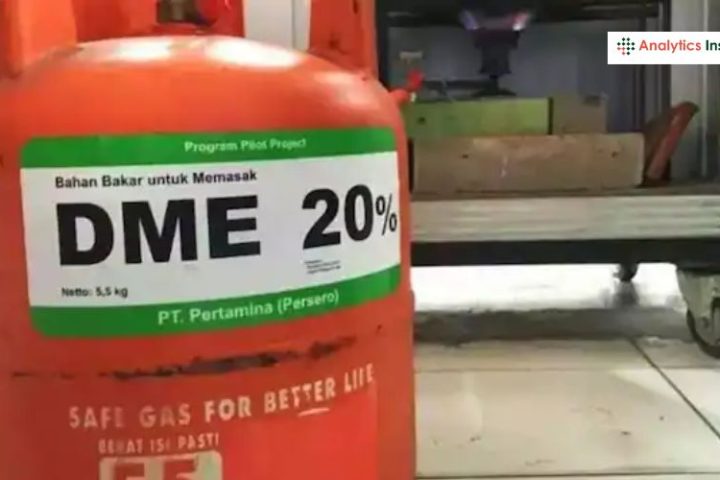 Analytics Ins
Program Pilot Project
Bahan Bakar untuk Memasak
DME 20%
Netto: 5,5 kg
PT. Pertamina (Persero)
SAFE GAS FOR BETTER LIFE
BERAT ISI PASTI